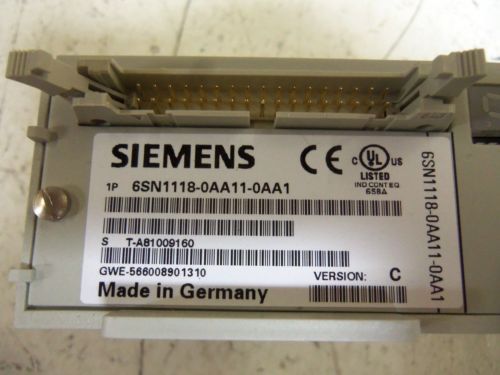 SIEMENS
CE
C UL US
LISTED
IND CONT EQ
658A
1P 6SN1118-0AA11-0AA1
S T-A81009160
GWE-566008901310
VERSION: C
Made in Germany
6SN1118-0AA11-0AA1